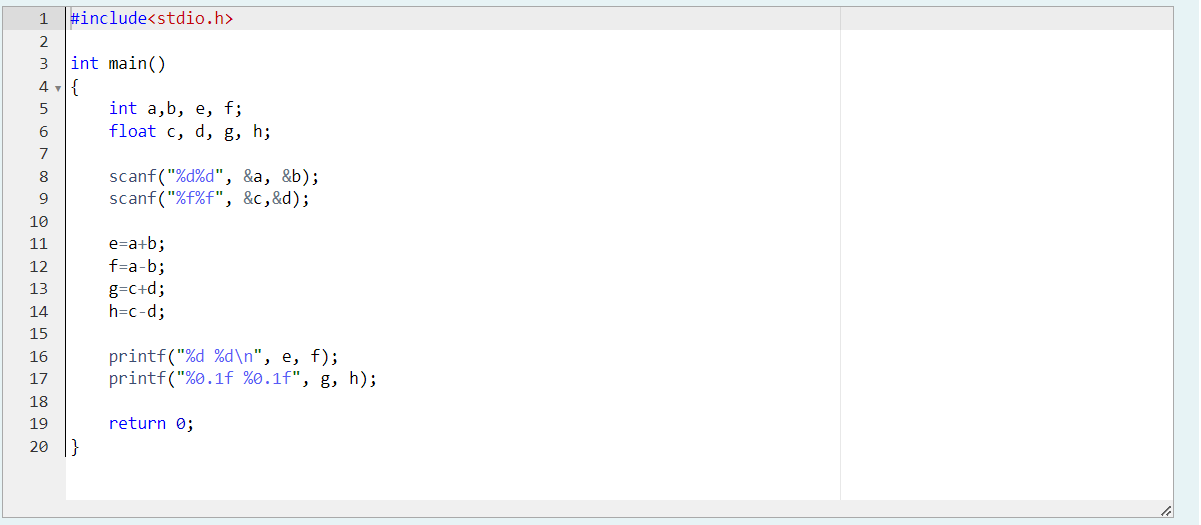 1 #include<stdio.h>
2
3 int main()
4 {
5     int a,b, e, f;
6     float c, d, g, h;
7
8     scanf("%d%d", &a, &b);
9     scanf("%f%f", &c,&d);
10
11     e=a+b;
12     f=a-b;
13     g=c+d;
14     h=c-d;
15
16     printf("%d %d\n", e, f);
17     printf("%0.1f %0.1f", g, h);
18
19     return 0;
20 }